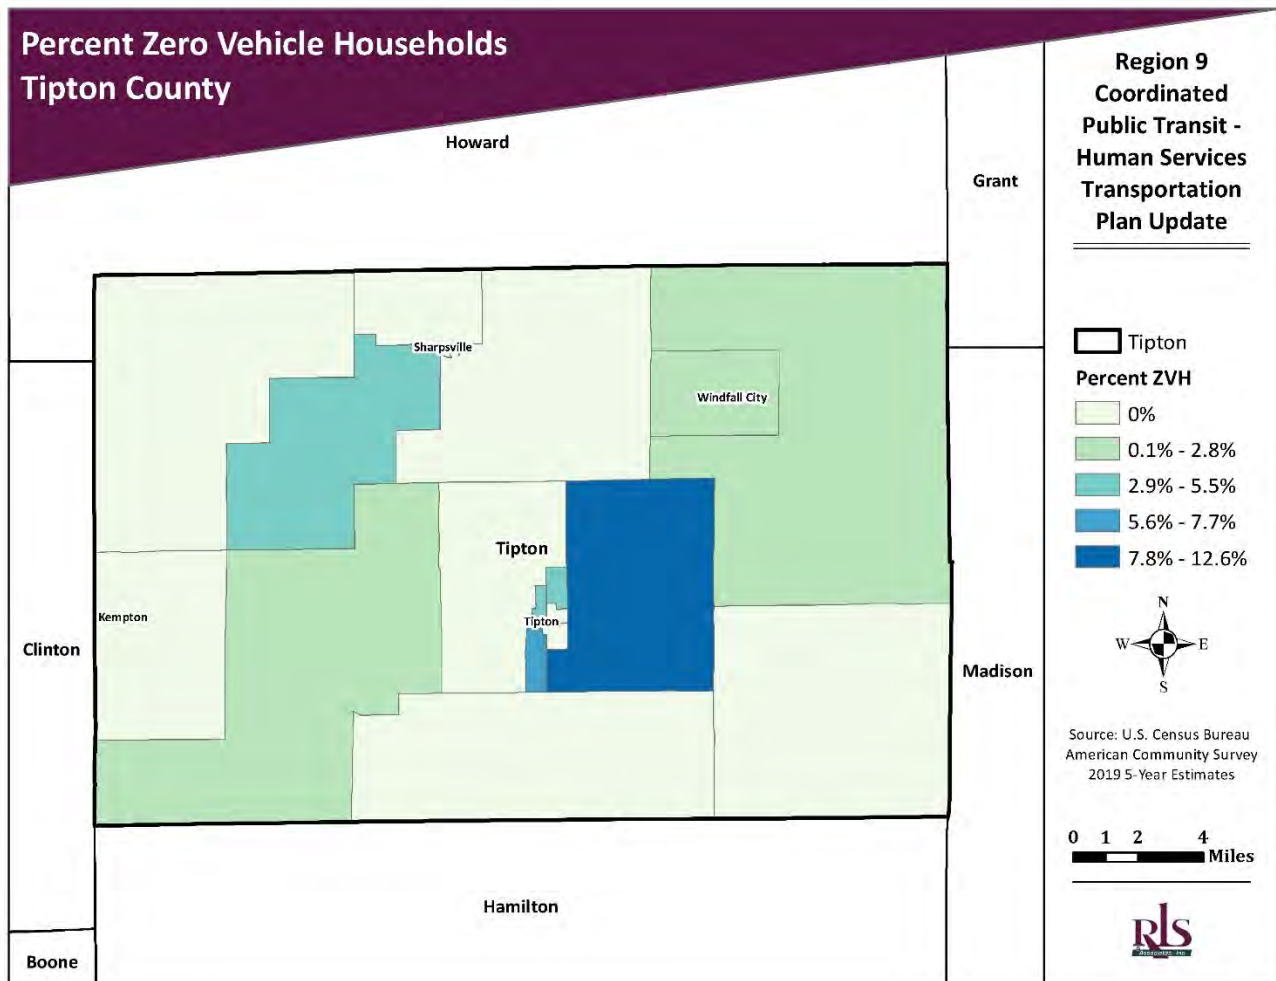 Percent Zero Vehicle Households
Tipton County
Howard
Grant
Sharpsville
Windfall City
Tipton
Kempton
Tipton
Clinton
Madison
Hamilton
Boone
Region 9
Coordinated
Public Transit -
Human Services
Transportation
Plan Update
Tipton
Percent ZVH
0%
0.1% - 2.8%
2.9% - 5.5%
5.6% - 7.7%
7.8% - 12.6%
N
W E
S
Source: U.S. Census Bureau
American Community Survey
2019 5-Year Estimates
0 1 2 4
Miles
RLS
& Associates, Inc